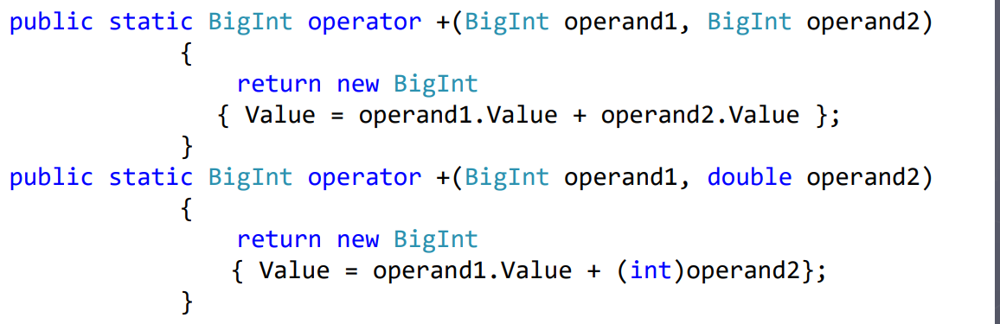 public static BigInt operator +(BigInt operand1, BigInt operand2)
{
return new BigInt
{ Value = operand1.Value + operand2.Value };
}
public static BigInt operator +(BigInt operand1, double operand2)
{
return new BigInt
{ Value = operand1.Value + (int)operand2};
}